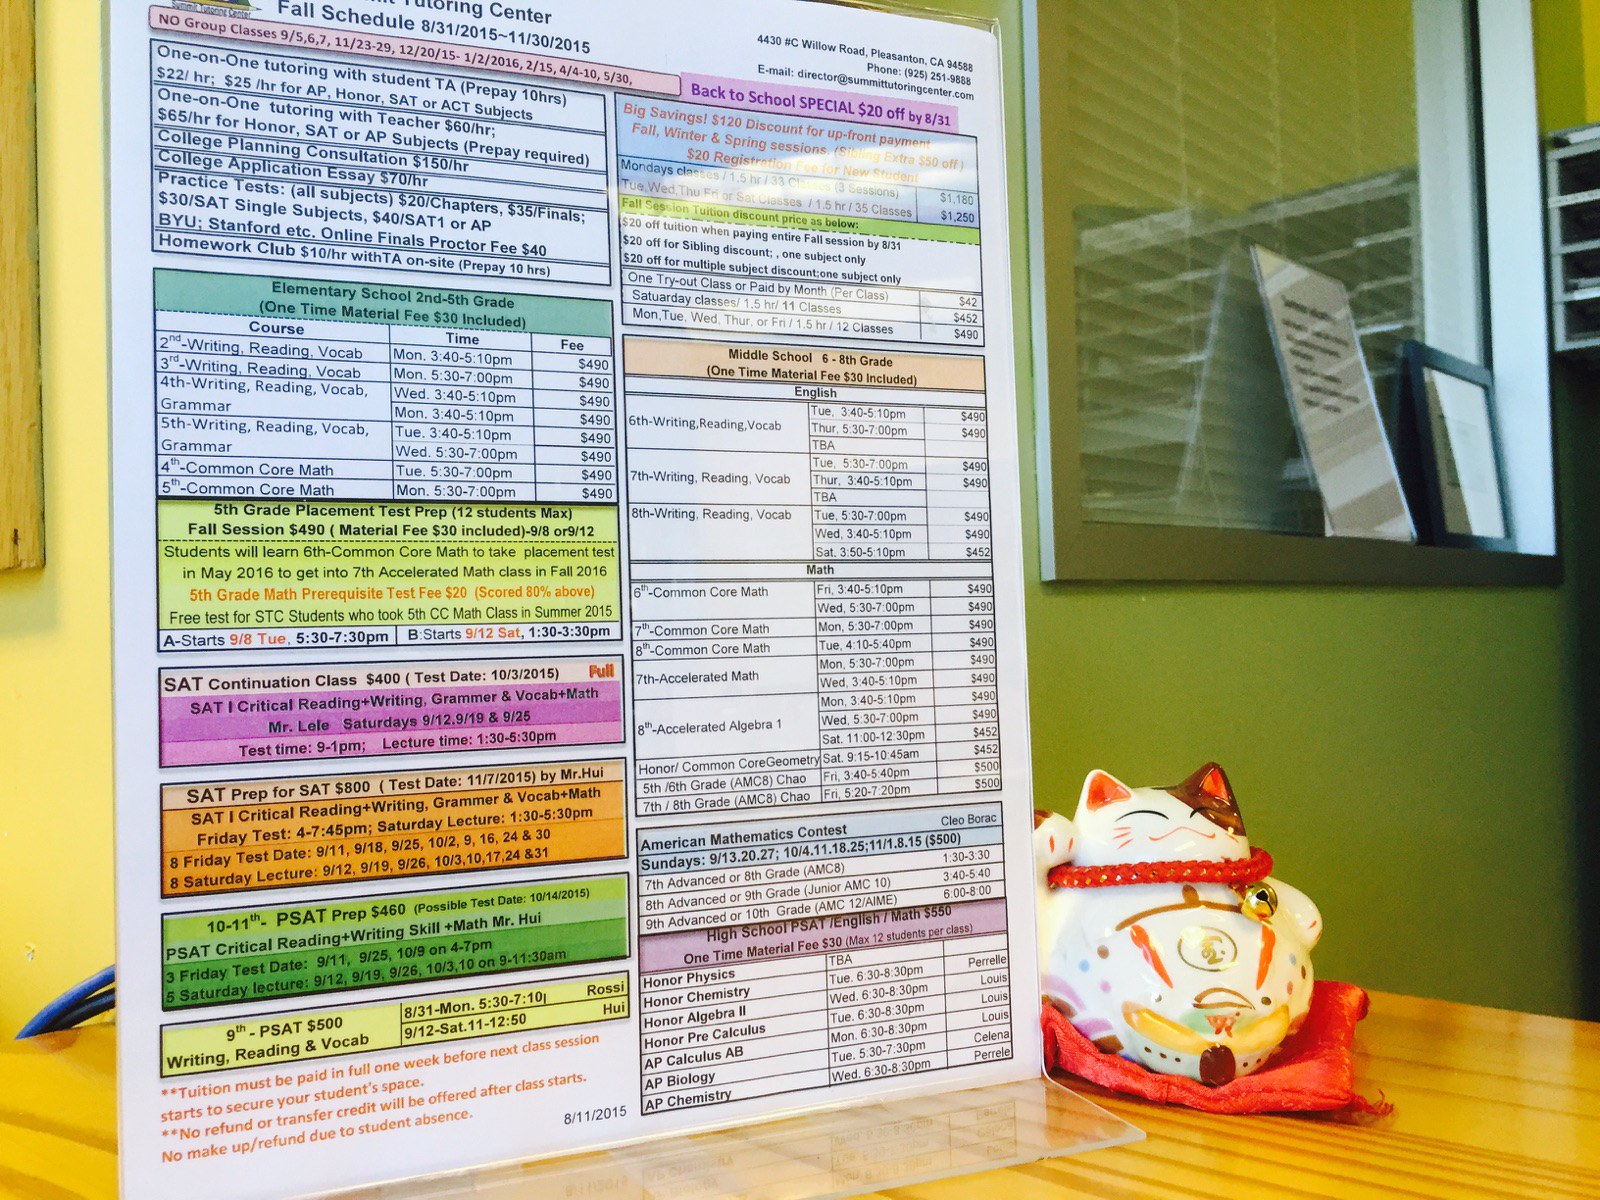 Summit Tutoring Center
Tutoring Center
Fall Schedule 8/31/2015~11/30/2015
NO Group Classes 9/5,6,7, 11/23-29, 12/20/15- 1/2/2016, 2/15, 4/4-10, 5/30,
4430 #C Willow Road, Pleasanton, CA 94588
Phone: (925) 251-9888
E-mail: director@summittutoringcenter.com
One-on-One tutoring with student TA (Prepay 10hrs)
$22/ hr; $25 /hr for AP, Honor, SAT or ACT Subjects
One-on-One tutoring with Teacher $60/hr;
$65/hr for Honor, SAT or AP Subjects (Prepay required)
College Planning Consultation $150/hr
College Application Essay $70/hr
Practice Tests: (all subjects) $20/Chapters, $35/Finals;
$30/SAT Single Subjects, $40/SAT1 or AP
BYU; Stanford etc. Online Finals Proctor Fee $40
Homework Club $10/hr withTA on-site (Prepay 10 hrs)
Elementary School 2nd-5th Grade
(One Time Material Fee $30 Included)
Course Time Fee
2nd-Writing, Reading, Vocab Mon. 3:40-5:10pm $490
3rd-Writing, Reading, Vocab Mon. 5:30-7:00pm $490
4th-Writing, Reading, Vocab, Wed. 3:40-5:10pm $490
Grammar Mon. 3:40-5:10pm $490
5th-Writing, Reading, Vocab, Tue. 3:40-5:10pm $490
Grammar Wed. 5:30-7:00pm $490
4th-Common Core Math Tue. 5:30-7:00pm $490
5th-Common Core Math Mon. 5:30-7:00pm $490
5th Grade Placement Test Prep (12 students Max)
Fall Session $490 ( Material Fee $30 included)-9/8 or9/12
Students will learn 6th-Common Core Math to take placement test
in May 2016 to get into 7th Accelerated Math class in Fall 2016
5th Grade Math Prerequisite Test Fee $20 (Scored 80% above)
Free test for STC Students who took 5th CC Math Class in Summer 2015
A-Starts 9/8 Tue, 5:30-7:30pm B:Starts 9/12 Sat, 1:30-3:30pm
SAT Continuation Class $400 ( Test Date: 10/3/2015) Full
SAT I Critical Reading+Writing, Grammer & Vocab+Math
Mr. Lele Saturdays 9/12.9/19 & 9/25
Test time: 9-1pm; Lecture time: 1:30-5:30pm
SAT Prep for SAT $800 ( Test Date: 11/7/2015) by Mr.Hui
SAT I Critical Reading+Writing, Grammer & Vocab+Math
Friday Test: 4-7:45pm; Saturday Lecture: 1:30-5:30pm
8 Friday Test Date: 9/11, 9/18, 9/25, 10/2, 9, 16, 24 & 30
8 Saturday Lecture: 9/12, 9/19, 9/26, 10/3,10,17,24 &31
10-11th- PSAT Prep $460 (Possible Test Date: 10/14/2015)
PSAT Critical Reading+Writing Skill +Math Mr. Hui
3 Friday Test Date: 9/11, 9/25, 10/9 on 4-7pm
5 Saturday lecture: 9/12, 9/19, 9/26, 10/3,10 on 9-11:30am
9th - PSAT $500 8/31-Mon. 5:30-7:10 Rossi
Writing, Reading & Vocab 9/12-Sat.11-12:50 Hui
**Tuition must be paid in full one week before next class session
starts to secure your student's space.
**No refund or transfer credit will be offered after class starts.
No make up/refund due to student absence.
8/11/2015
Back to School SPECIAL $20 off by 8/31
Big Savings! $120 Discount for up-front payment
Fall, Winter & Spring sessions, (Sibling Extra $50 off )
$20 Registration Fee for New Student
Mondays classes / 1.5 hr / 33 Classes (3 Sessions) $1,180
Tue,Wed,Thu Fri or Sat Classes / 1.5 hr / 35 Classes $1,250
Fall Session Tuition discount price as below:
$20 off tuition when paying entire Fall session by 8/31
$20 off for Sibling discount; , one subject only
$20 off for multiple subject discount;one subject only
One Try-out Class or Paid by Month (Per Class) $42
Satuarday classes/ 1.5 hr/ 11 Classes $452
Mon,Tue, Wed, Thur, or Fri / 1.5 hr / 12 Classes $490
Middle School 6 - 8th Grade
(One Time Material Fee $30 Included)
English
6th-Writing,Reading,Vocab Tue, 3:40-5:10pm $490
Thur, 5:30-7:00pm $490
TBA
7th-Writing, Reading, Vocab Tue, 5:30-7:00pm $490
Thur, 3:40-5:10pm $490
TBA
8th-Writing, Reading, Vocab Tue, 5:30-7:00pm $490
Wed, 3:40-5:10pm $490
Sat. 3:50-5:10pm $452
Math
6th-Common Core Math Fri, 3:40-5:10pm $490
Wed, 5:30-7:00pm $490
7th-Common Core Math Mon, 5:30-7:00pm $490
8th-Common Core Math Tue, 4:10-5:40pm $490
7th-Accelerated Math Mon, 5:30-7:00pm $490
Wed, 3:40-5:10pm $490
8th-Accelerated Algebra 1 Mon, 3:40-5:10pm $490
Wed, 5:30-7:00pm $490
Sat. 11:00-12:30pm $452
Honor/ Common CoreGeometry Sat. 9:15-10:45am $452
5th /6th Grade (AMC8) Chao Fri, 3:40-5:40pm $500
7th / 8th Grade (AMC8) Chao Fri, 5:20-7:20pm $500
American Mathematics Contest Cleo Borac
Sundays: 9/13.20.27; 10/4.11.18.25;11/1.8.15 ($500)
7th Advanced or 8th Grade (AMC8) 1:30-3:30
8th Advanced or 9th Grade (Junior AMC 10) 3:40-5:40
9th Advanced or 10th Grade (AMC 12/AIME) 6:00-8:00
High School PSAT /English / Math $550
One Time Material Fee $30 (Max 12 students per class)
Honor Physics TBA Perrelle
Honor Chemistry Tue. 6:30-8:30pm Louis
Honor Algebra II Wed. 6:30-8:30pm Louis
Honor Pre Calculus Tue. 6:30-8:30pm Louis
AP Calculus AB Mon. 6:30-8:30pm Celena
AP Biology Tue. 5:30-7:30pm Perrele
AP Chemistry Wed. 6:30-8:30pm